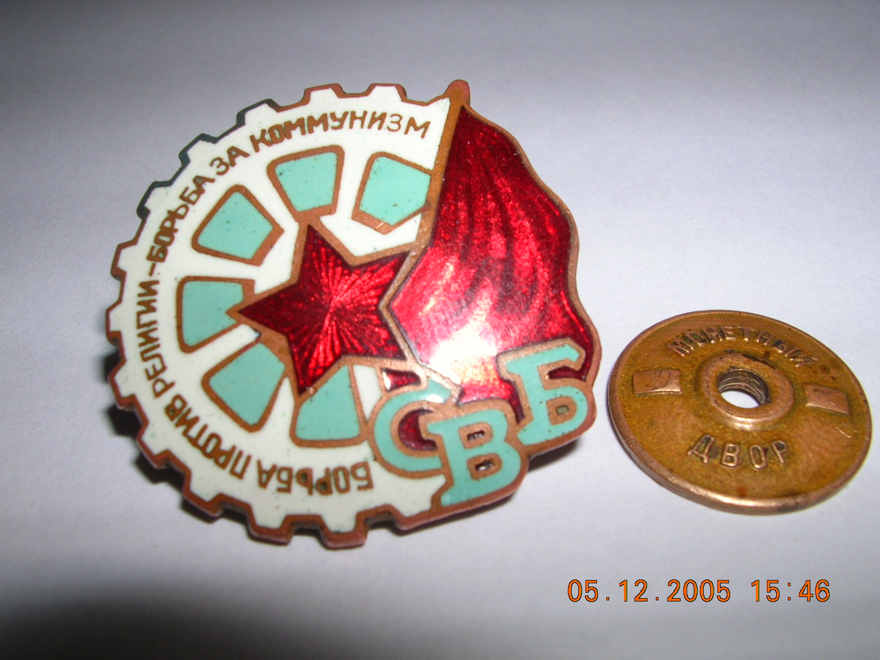 БОРЬБА ПРОТИВ РЕЛИГИИ-БОРЬБА ЗА КОММУНИЗМ
СВБ
МОНЕТНЫЙ
ДВОР
05.12.2005 15:46